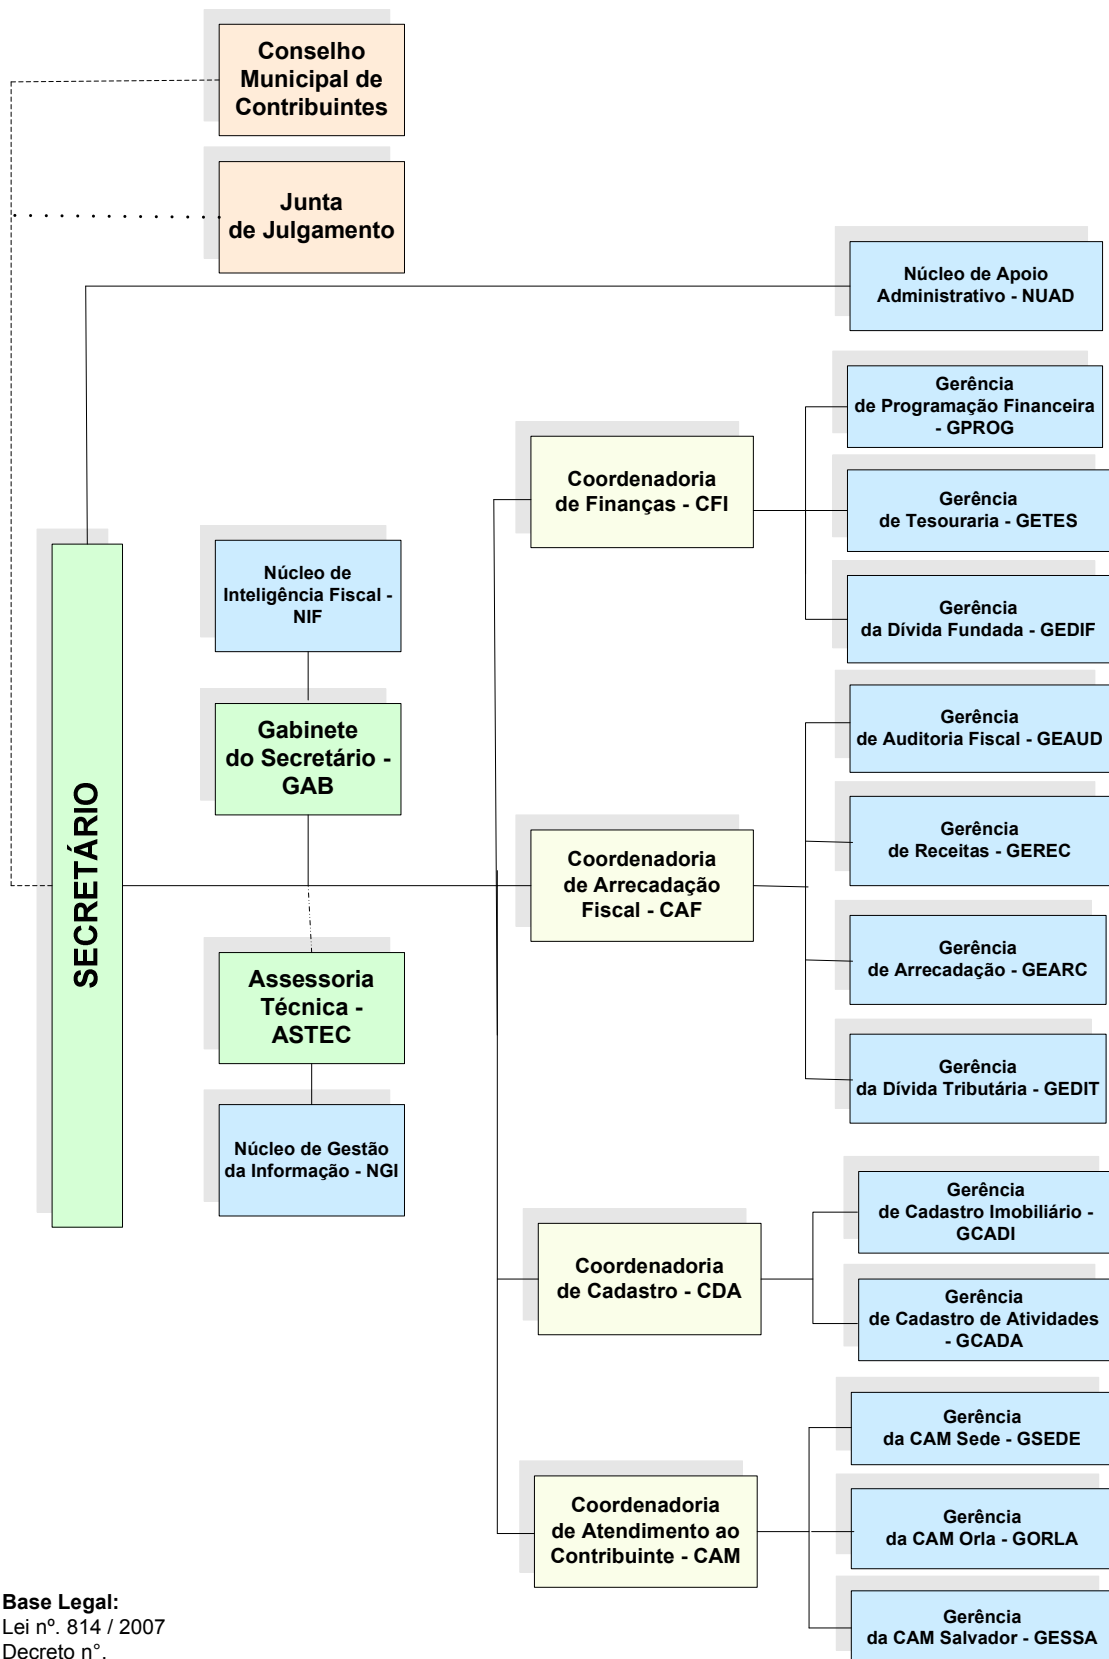 Conselho
Municipal de
Contribuintes
Junta
de Julgamento
Núcleo de Apoio
Administrativo - NUAD
Gerência
de Programação Financeira
- GPROG
Coordenadoria
de Finanças - CFI
Gerência
de Tesouraria - GETES
Gerência
da Dívida Fundada - GEDIF
SECRETÁRIO
Núcleo de
Inteligência Fiscal -
NIF
Gabinete
do Secretário -
GAB
Gerência
de Auditoria Fiscal - GEAUD
Gerência
de Receitas - GEREC
Coordenadoria
de Arrecadação
Fiscal - CAF
Gerência
de Arrecadação - GEARC
Assessoria
Técnica -
ASTEC
Gerência
da Dívida Tributária - GEDIT
Núcleo de Gestão
da Informação - NGI
Gerência
de Cadastro Imobiliário -
GCADI
Coordenadoria
de Cadastro - CDA
Gerência
de Cadastro de Atividades
- GCADA
Gerência
da CAM Sede - GSEDE
Coordenadoria
de Atendimento ao
Contribuinte - CAM
Gerência
da CAM Orla - GORLA
Gerência
da CAM Salvador - GESSA
Base Legal:
Lei nº. 814 / 2007
Decreto n°.